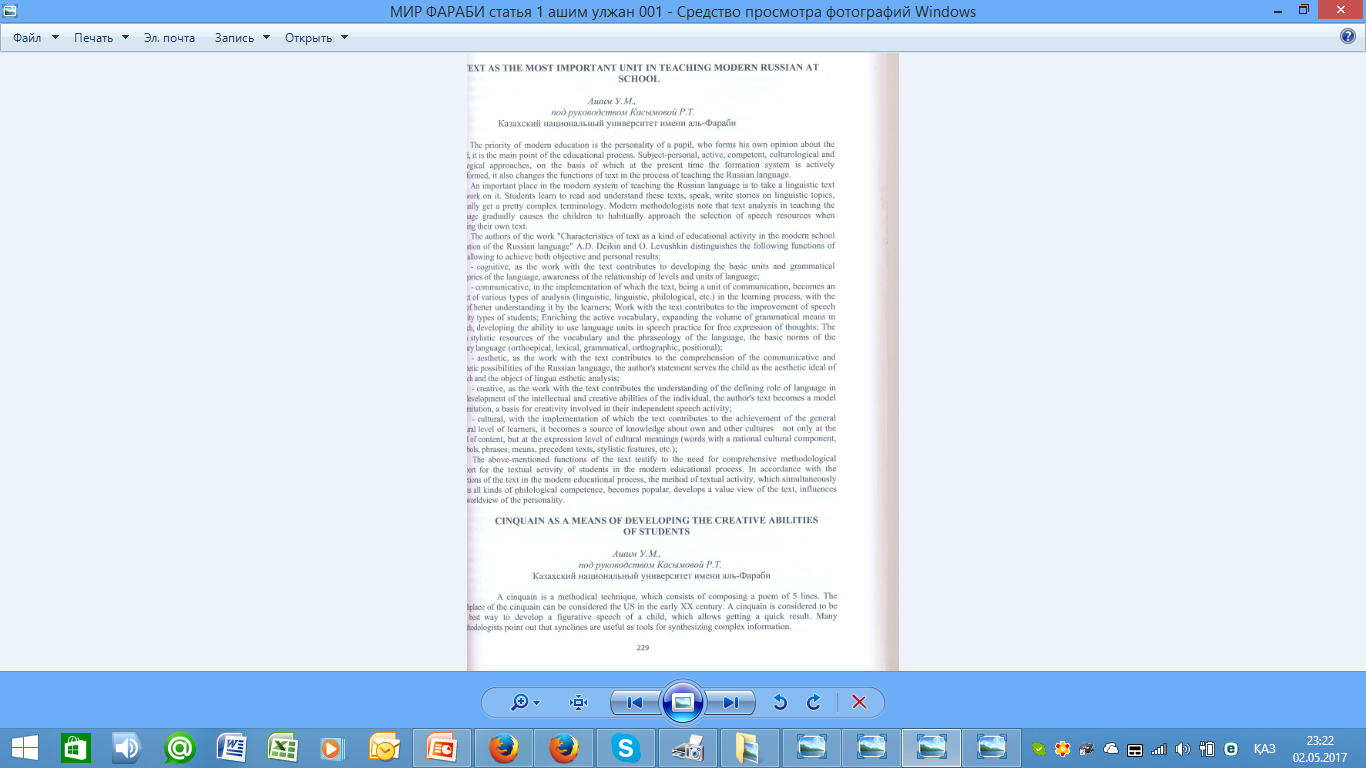 МИР ФАРАБИ статья 1 ашим улжан 001 - Средство просмотра фотографий Windows
Файл Печать Эл. почта Запись Открыть
EXT AS THE MOST IMPORTANT UNIT IN TEACHING MODERN RUSSIAN AT
SCHOOL
Ашим У.М.,
под руководством Касымовой Р.Т.
Казахский национальный университет имени аль-Фараби
The priority of modern education is the personality of a pupil, who forms his own opinion about the
, it is the main point of the educational process. Subject-personal, active, competent, culturological and
gical approaches, on the basis of which at the present time the formation system is actively
formed, it also changes the functions of text in the process of teaching the Russian language.
An important place in the modern system of teaching the Russian language is to take a linguistic text
work on it. Students learn to read and understand these texts, speak, write stories on linguistic topics,
ally get a pretty complex terminology. Modern methodologists note that text analysis in teaching the
age gradually causes the children to habitually approach the selection of speech resources when
ing their own text.
The authors of the work "Characteristics of text as a kind of educational activity in the modern school
tion of the Russian language" A.D. Deikin and O. Levushkin distinguishes the following functions of
allowing to achieve both objective and personal results:
- cognitive, as the work with the text contributes to developing the basic units and grammatical
ories of the language, awareness of the relationship of levels and units of language;
- communicative, in the implementation of which the text, being a unit of communication, becomes an
t of various types of analysis (linguistic, linguistic, philological, etc.) in the learning process, with the
of better understanding it by the learners; Work with the text contributes to the improvement of speech
ity types of students; Enriching the active vocabulary, expanding the volume of grammatical means in
ch, developing the ability to use language units in speech practice for free expression of thoughts; The
stylistic resources of the vocabulary and the phraseology of the language, the basic norms of the
ry language (orthoepical, lexical, grammatical, orthographic, positional);
- aesthetic, as the work with the text contributes to the comprehension of the communicative and
etic possibilities of the Russian language, the author's statement serves the child as the aesthetic ideal of
ch and the object of lingua esthetic analysis;
- creative, as the work with the text contributes the understanding of the defining role of language in
development of the intellectual and creative abilities of the individual, the author's text becomes a model
mitation, a basis for creativity involved in their independent speech activity;
- cultural, with the implementation of which the text contributes to the achievement of the general
ral level of learners, it becomes a source of knowledge about own and other cultures not only at the
l of content, but at the expression level of cultural meanings (words with a national cultural component,
bols, phrases, means, precedent texts, stylistic features, etc.);
The above-mentioned functions of the text testify to the need for comprehensive methodological
ort for the textual activity of students in the modern educational process. In accordance with the
tions of the text in the modern educational process, the method of textual activity, which simultaneously
s all kinds of philological competence, becomes popular, develops a value view of the text, influences
worldview of the personality.
CINQUAIN AS A MEANS OF DEVELOPING THE CREATIVE ABILITIES
OF STUDENTS
Ашим У.М.,
под руководством Касымовой Р.Т.
Казахский национальный университет имени аль-Фараби
A cinquain is a methodical technique, which consists of composing a poem of 5 lines. The
hplace of the cinquain can be considered the US in the early XX century. A cinquain is considered to be
best way to develop a figurative speech of a child, which allows getting a quick result. Many
hodologists point out that synclines are useful as tools for synthesizing complex information.
229
ҚАЗ
23:22
02.05.2017